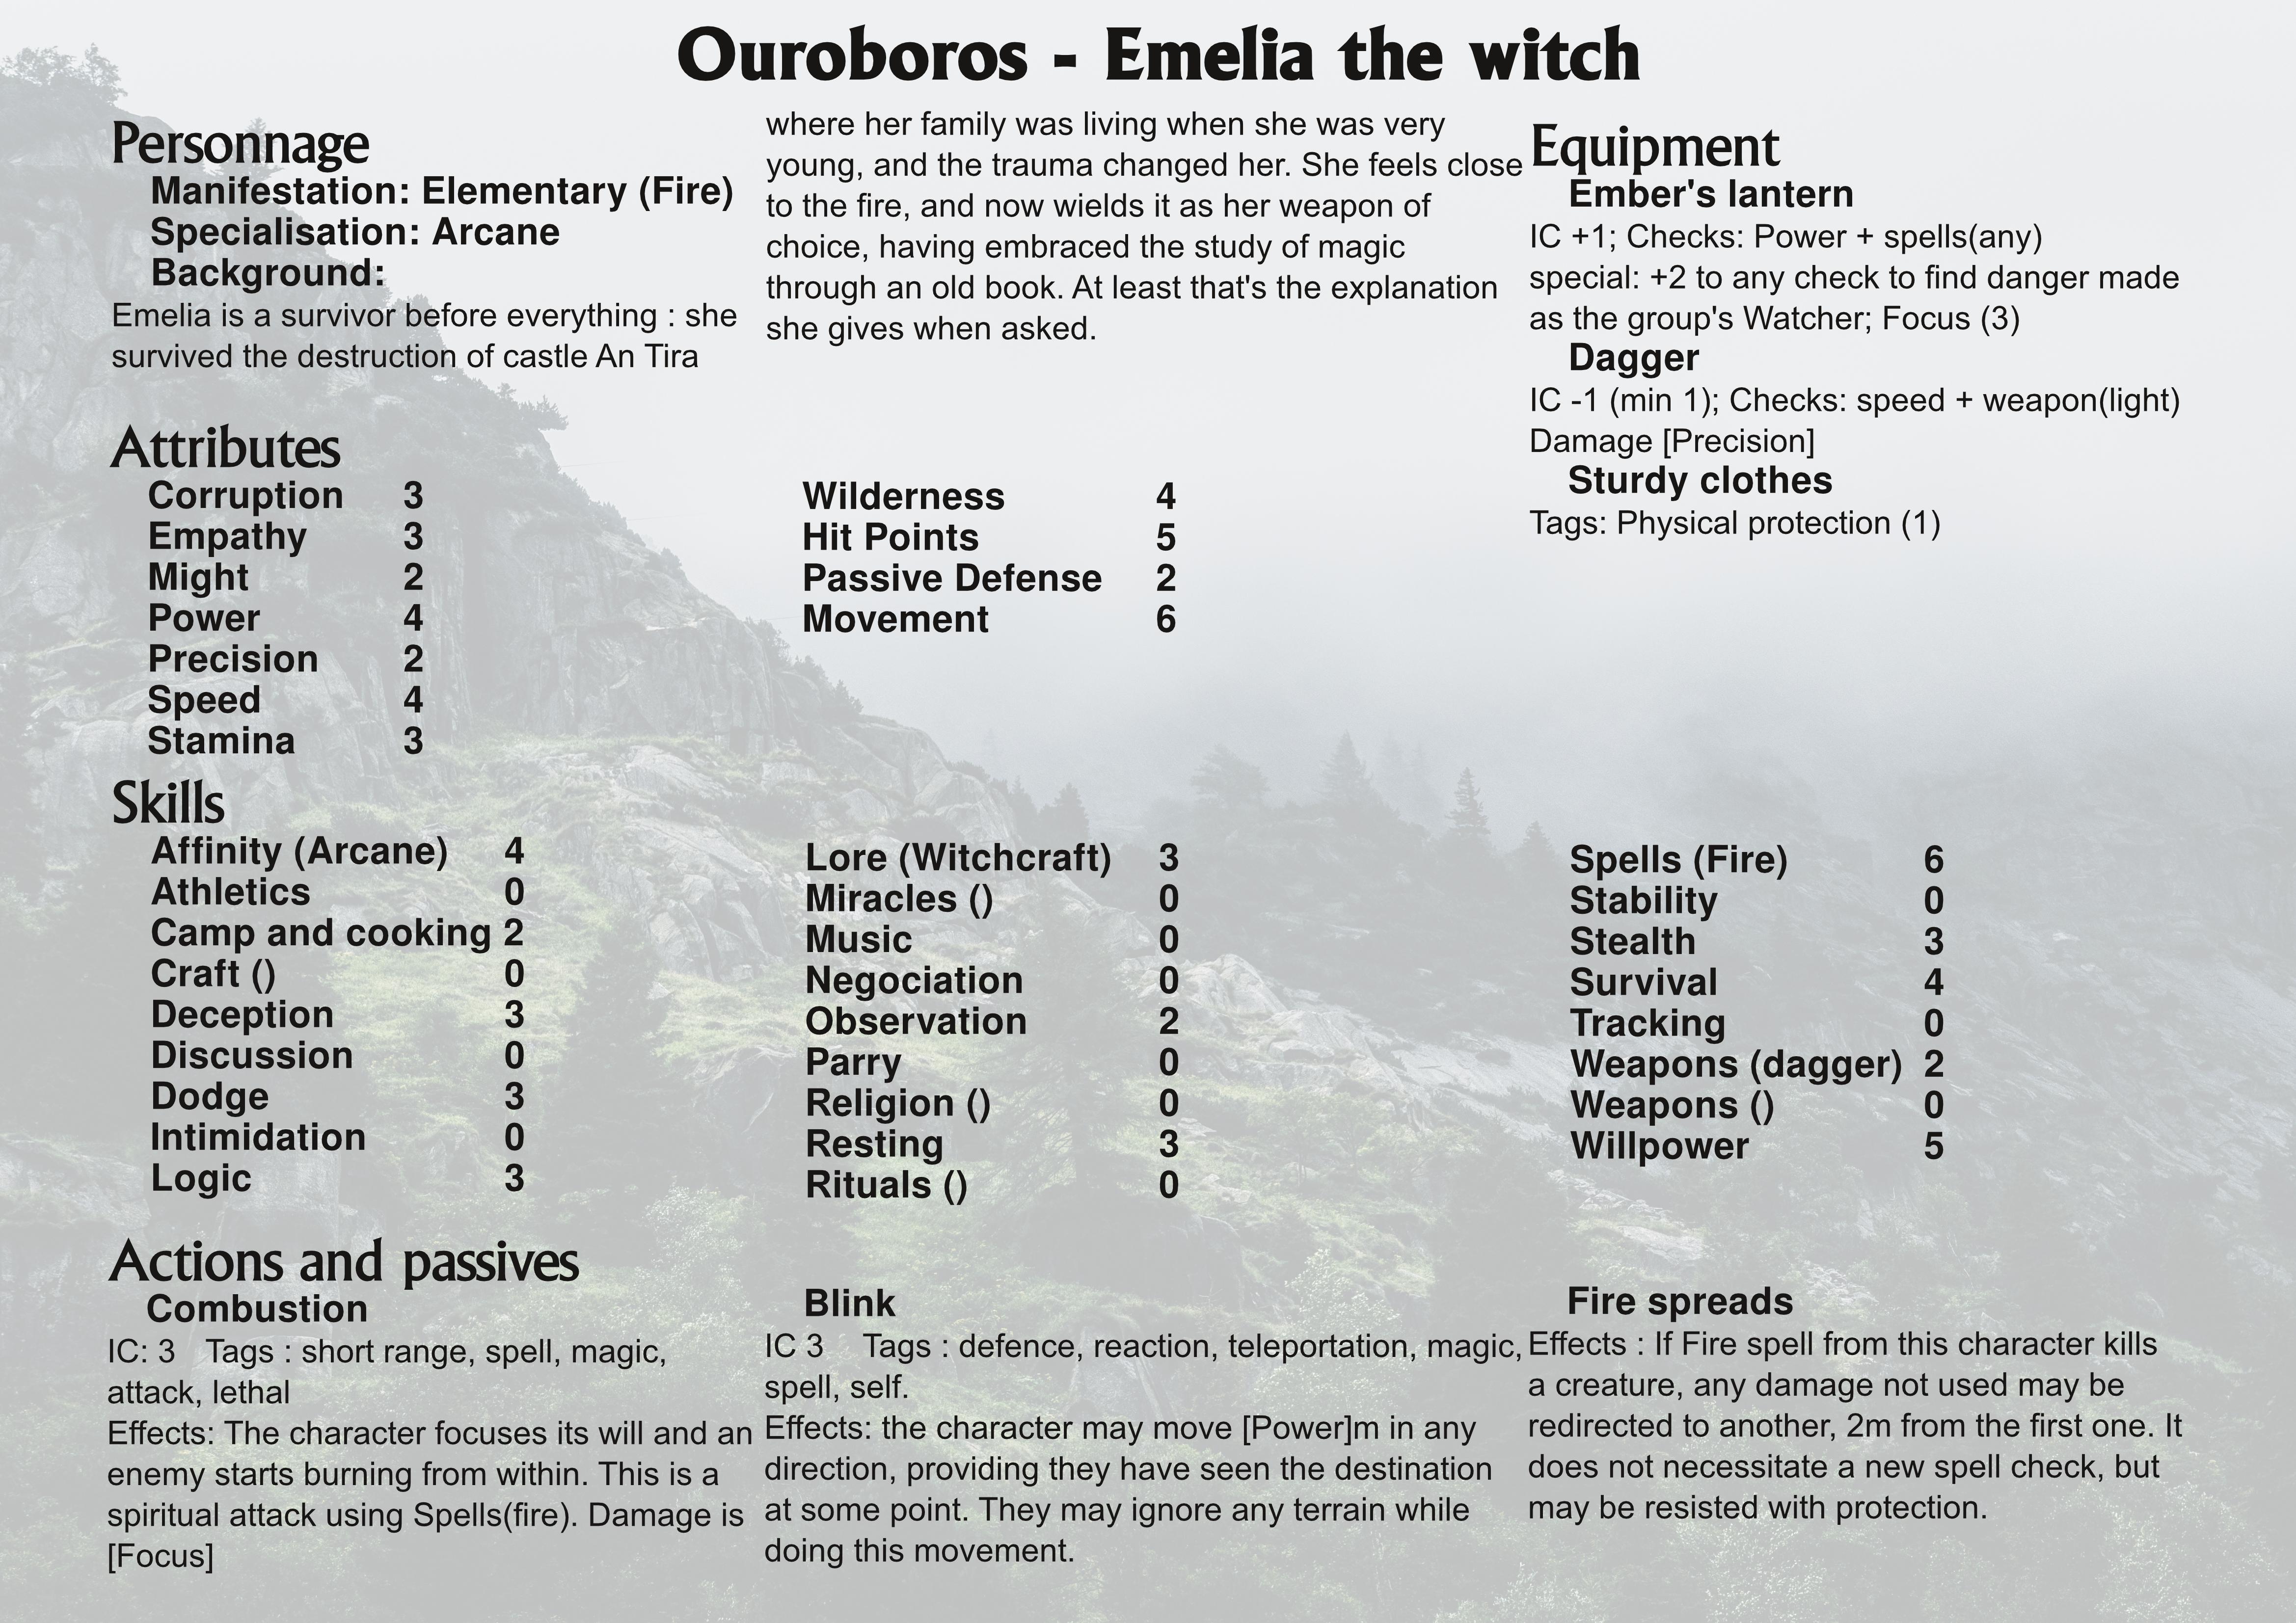 Ouroboros - Emelia the witch
Personnage
Manifestation: Elementary (Fire)
Specialisation: Arcane
Background:
Emelia is a survivor before everything : she
survived the destruction of castle An Tira
where her family was living when she was very
young, and the trauma changed her. She feels close
to the fire, and now wields it as her weapon of
choice, having embraced the study of magic
through an old book. At least that's the explanation
she gives when asked.
Equipment
Ember's lantern
IC +1; Checks: Power + spells(any)
special: +2 to any check to find danger made
as the group's Watcher; Focus (3)
Dagger
IC -1 (min 1); Checks: speed + weapon(light)
Damage [Precision]
Sturdy clothes
Tags: Physical protection (1)
Attributes
Corruption 3
Empathy 3
Might 2
Power 4
Precision 2
Speed 4
Stamina 3
Wilderness 4
Hit Points 5
Passive Defense 2
Movement 6
Skills
Affinity (Arcane) 4
Athletics 0
Camp and cooking 2
Craft () 0
Deception 3
Discussion 0
Dodge 3
Intimidation 0
Logic 3
Lore (Witchcraft) 3
Miracles () 0
Music 0
Negociation 0
Observation 2
Parry 0
Religion () 0
Resting 3
Rituals () 0
Spells (Fire) 6
Stability 0
Stealth 3
Survival 4
Tracking 0
Weapons (dagger) 2
Weapons () 0
Willpower 5
Actions and passives
Combustion
IC: 3 Tags : short range, spell, magic,
attack, lethal
Effects: The character focuses its will and an
enemy starts burning from within. This is a
spiritual attack using Spells(fire). Damage is
[Focus]
Blink
IC 3 Tags : defence, reaction, teleportation, magic,
spell, self.
Effects: the character may move [Power]m in any
direction, providing they have seen the destination
at some point. They may ignore any terrain while
doing this movement.
Fire spreads
Effects : If Fire spell from this character kills
a creature, any damage not used may be
redirected to another, 2m from the first one. It
does not necessitate a new spell check, but
may be resisted with protection.